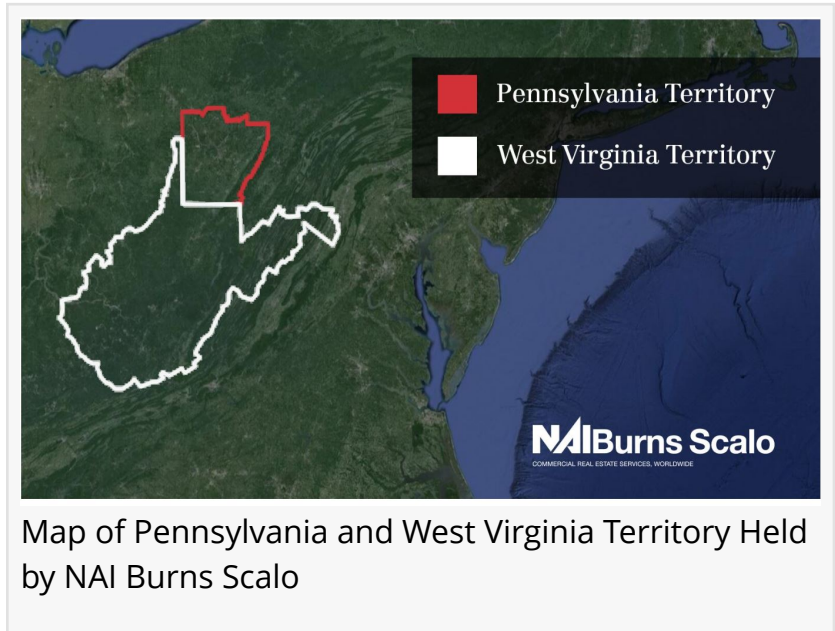 Pennsylvania Territory
West Virginia Territory
NAIBurns Scalo
COMMERCIAL REAL ESTATE SERVICES, WORLDWIDE
Map of Pennsylvania and West Virginia Territory Held
by NAI Burns Scalo